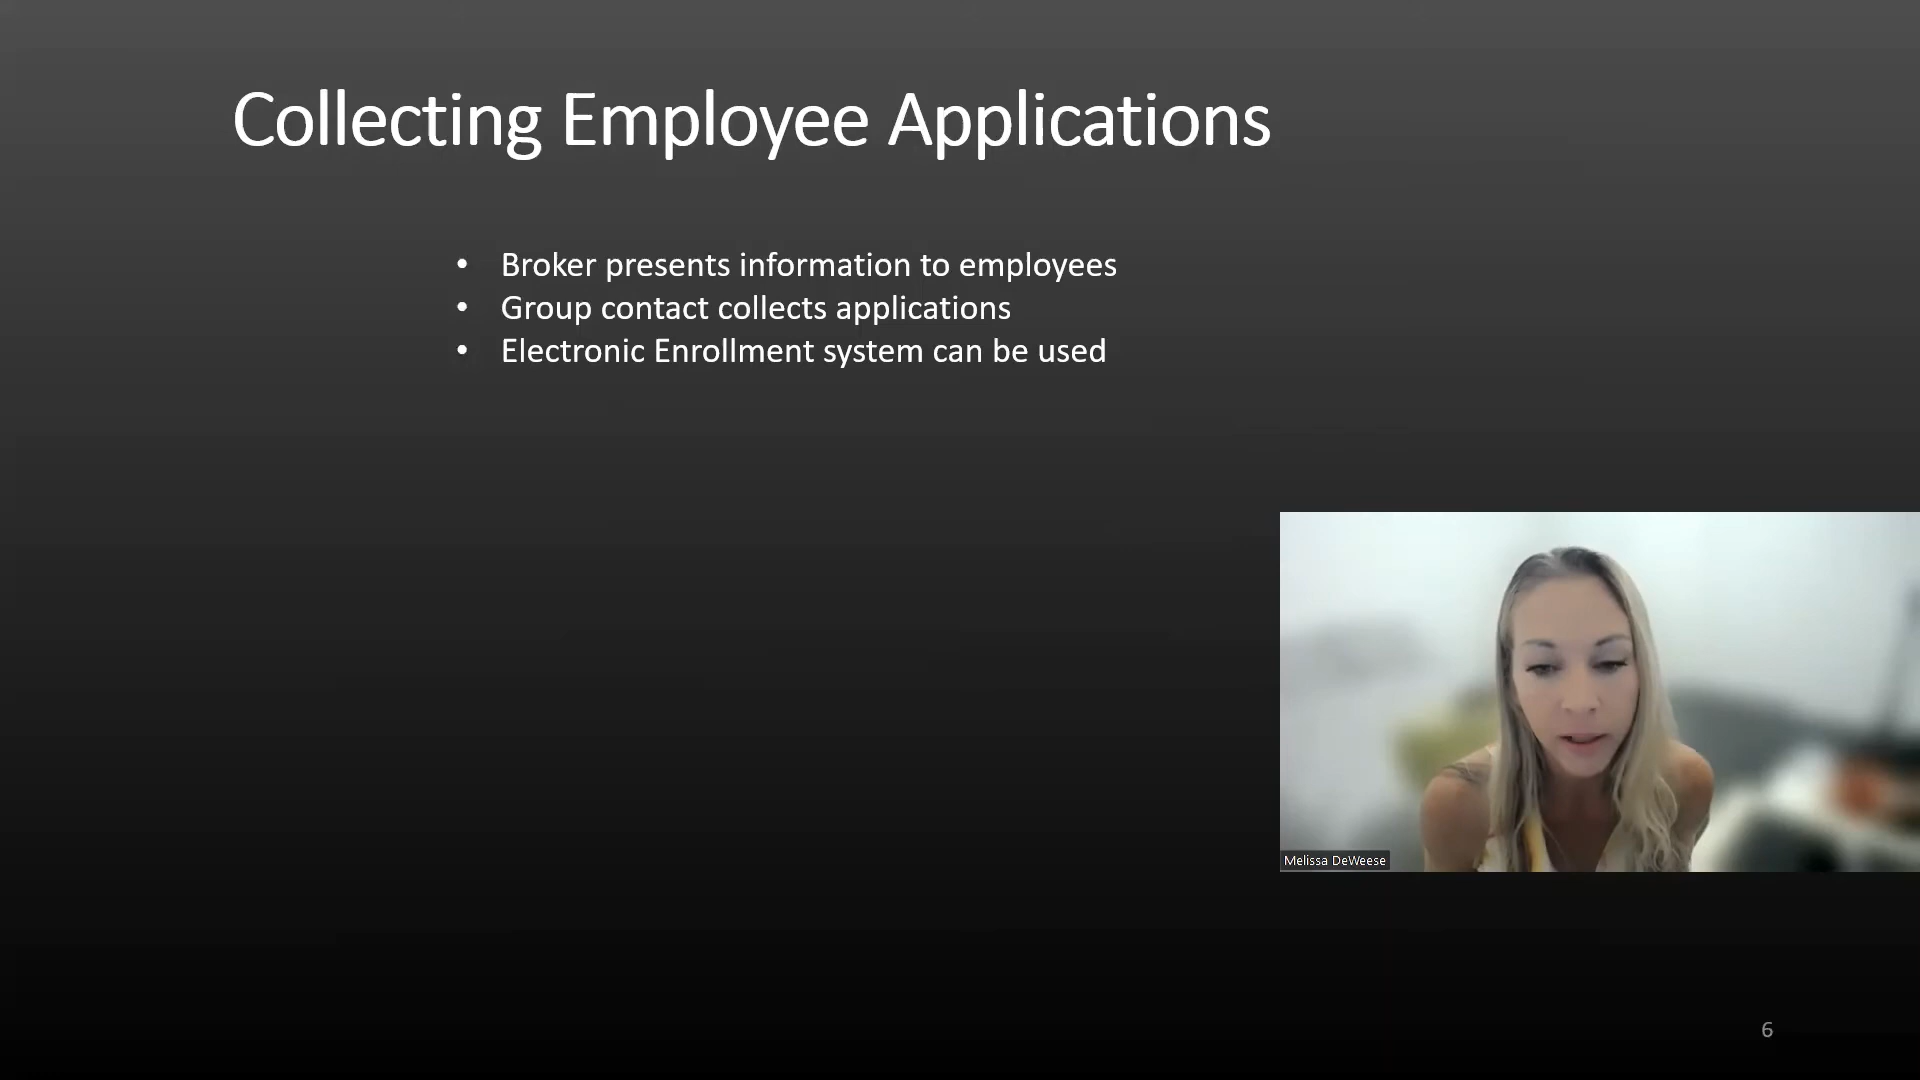 Collecting Employee Applications
• Broker presents information to employees
• Group contact collects applications
• Electronic Enrollment system can be used
Melissa DeWeese
6